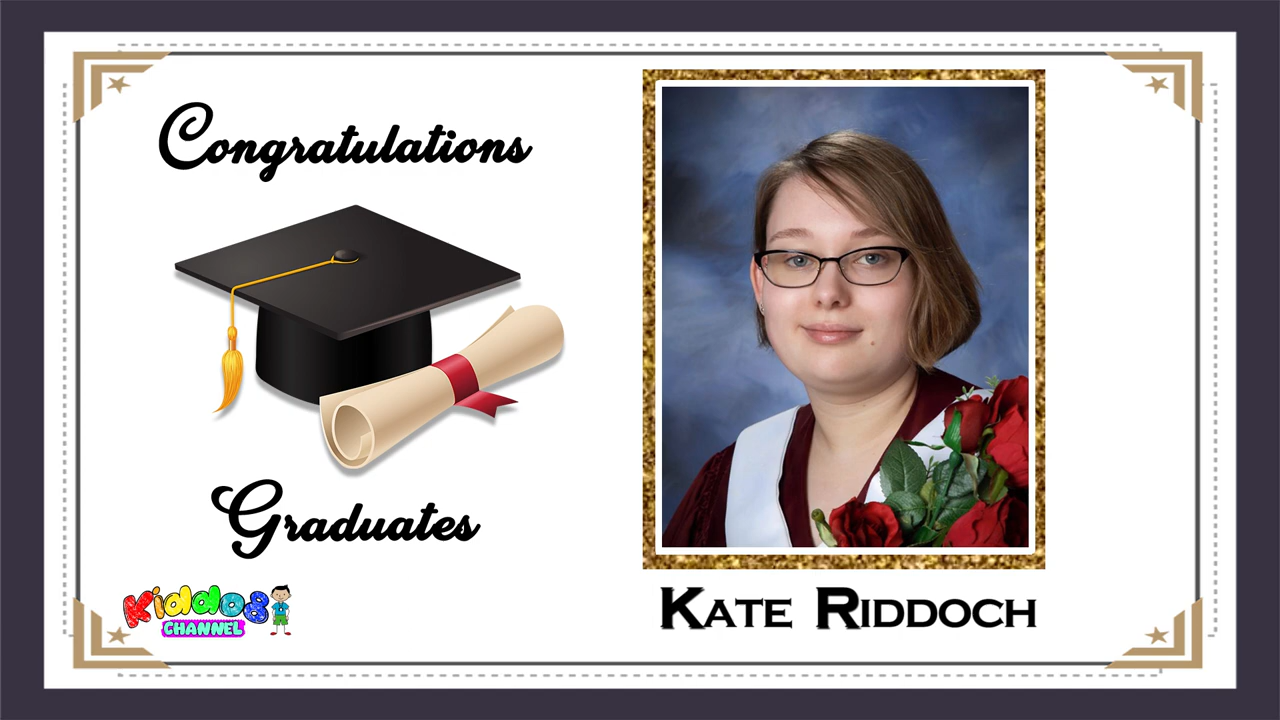 Congratulations
Graduates
Kiddos
CHANNEL
KATE RIDDOCH